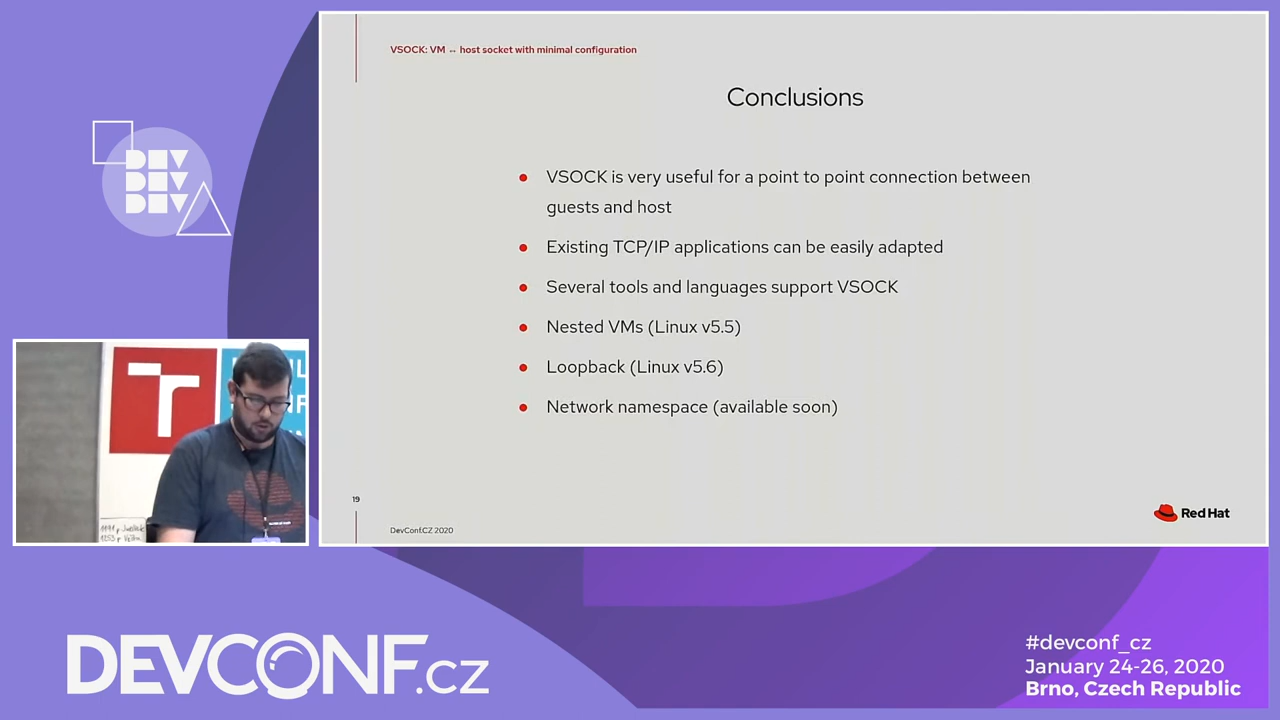 VSOCK: VM ↔ host socket with minimal configuration
Conclusions
● VSOCK is very useful for a point to point connection between
guests and host
● Existing TCP/IP applications can be easily adapted
● Several tools and languages support VSOCK
● Nested VMs (Linux v5.5)
● Loopback (Linux v5.6)
● Network namespace (available soon)
19
DevConf.CZ 2020
Red Hat
DEV
DEV
DEV
DEVCONF.cz
#devconf_cz
January 24-26, 2020
Brno, Czech Republic